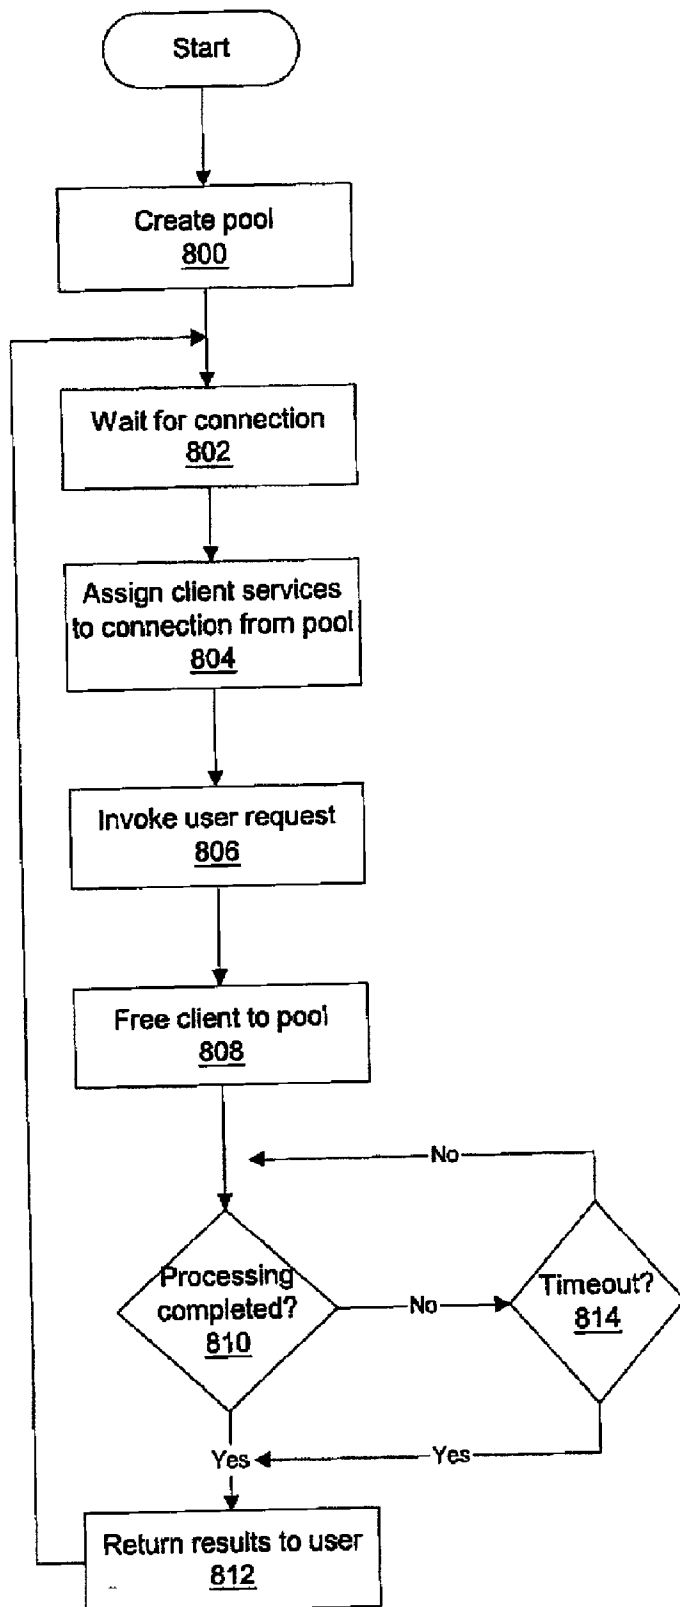 Start
Create pool
800
Wait for connection
802
Assign client services
to connection from pool
804
Invoke user request
806
Free client to pool
808
No
Processing
completed?
810
No
Timeout?
814
Yes
Yes
Return results to user
812